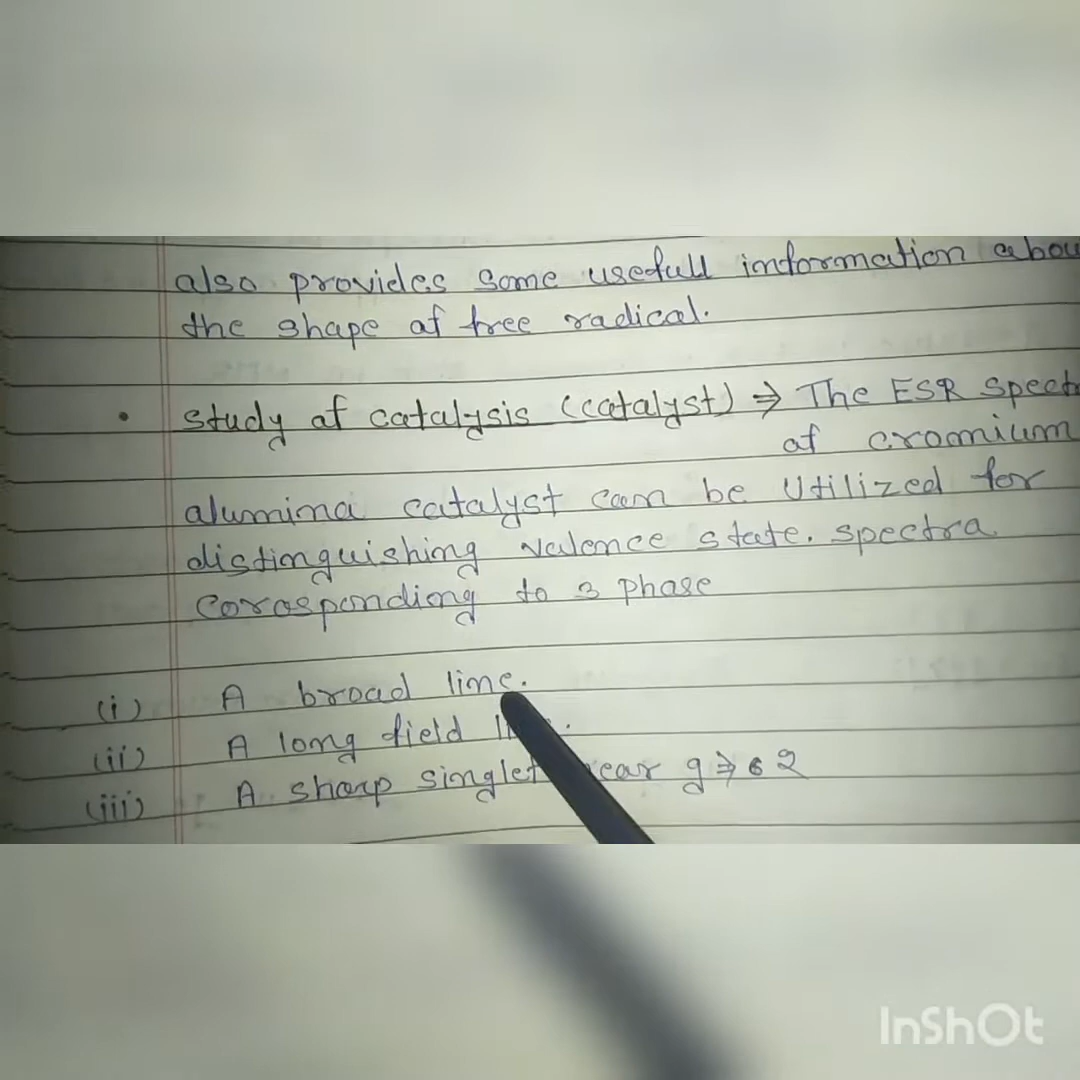 also provides some usefull information abou
the shape of free radical.
• study of catalysis (catalyst) ⇒ The ESR spect
of cromium
alumina catalyst can be utilized for
distinguishing valence state. spectra
Corosponding to 3 phase
(i) A broad line.
(ii) A long field
(iii) A sharp singlet near g ⇒ 2
InShOt